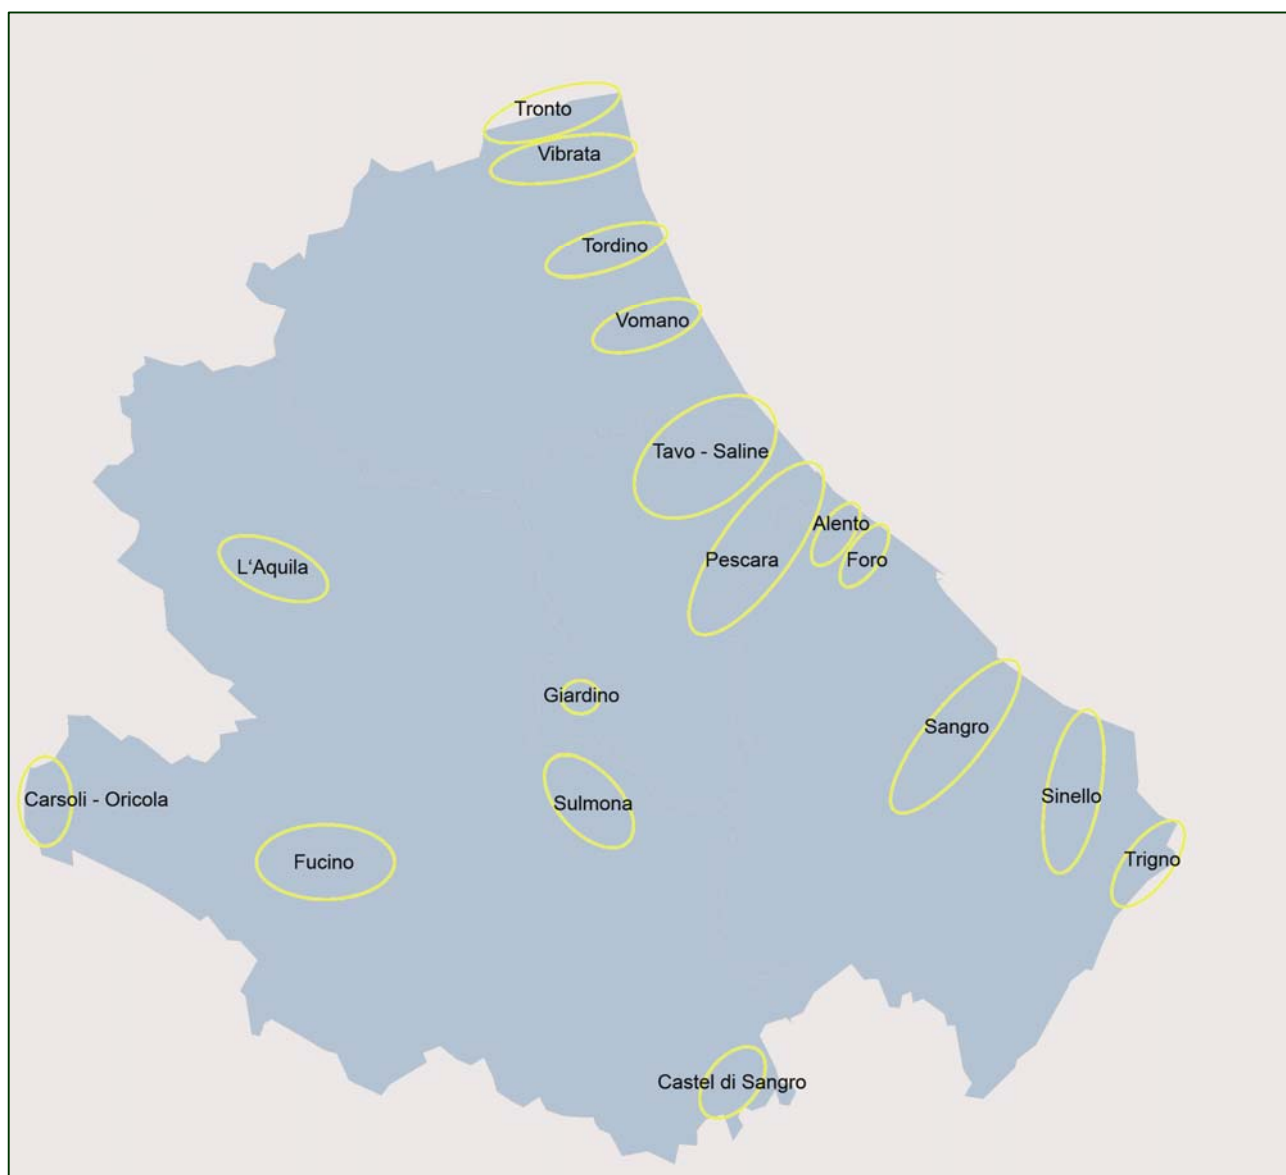 Tronto
Vibrata
Tordino
Vomano
Tavo - Saline
Alento
Pescara
Foro
L'Aquila
Giardino
Sangro
Sinello
Carsoli - Oricola
Sulmona
Fucino
Trigno
Castel di Sangro